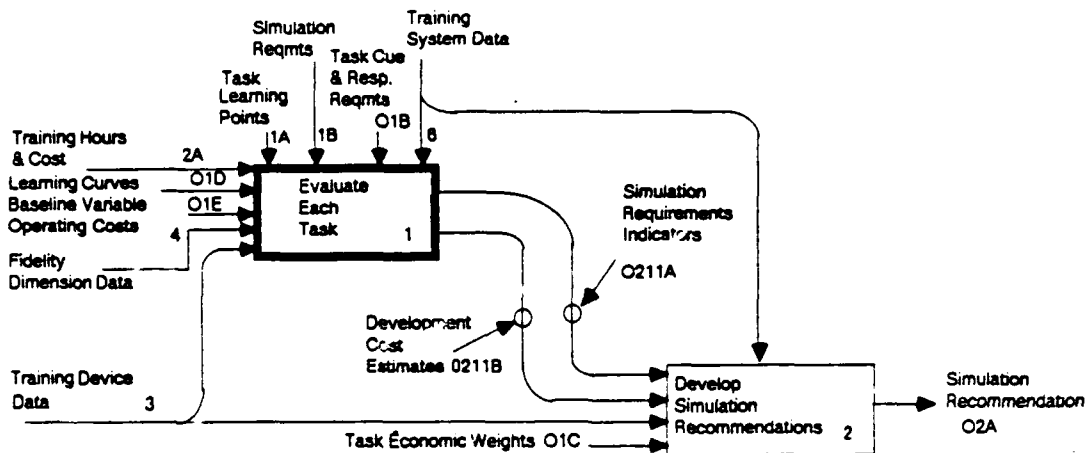 Training
System Data
Simulation
Reqmts
Task Cue
& Resp.
Reqmts
Task
Learning
Points
1A
1B
O1B
6
Training Hours
& Cost
2A
Learning Curves
O1D
Baseline Variable
O1E
Operating Costs
4
Fidelity
Dimension Data
Evaluate
Each
Task
1
Simulation
Requirements
Indicators
O211A
Development
Cost
Estimates 0211B
Training Device
Data
3
Task Economic Weights O1C
Develop
Simulation
Recommendations
2
Simulation
Recommendation
O2A